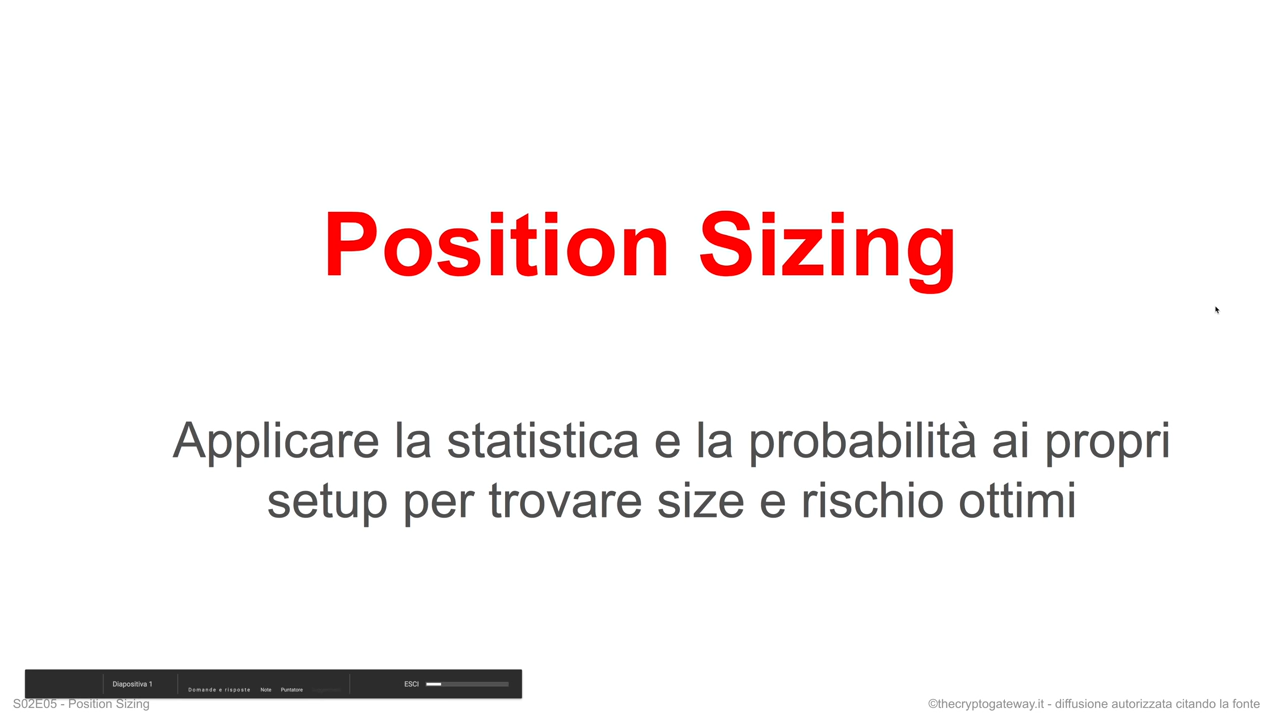 Position Sizing
Applicare la statistica e la probabilità ai propri
setup per trovare size e rischio ottimi
Diapositiva 1
Domande e risposte
Note
Puntatore
ESCI
S02E05 - Position Sizing
©thecryptogateway.it - diffusione autorizzata citando la fonte